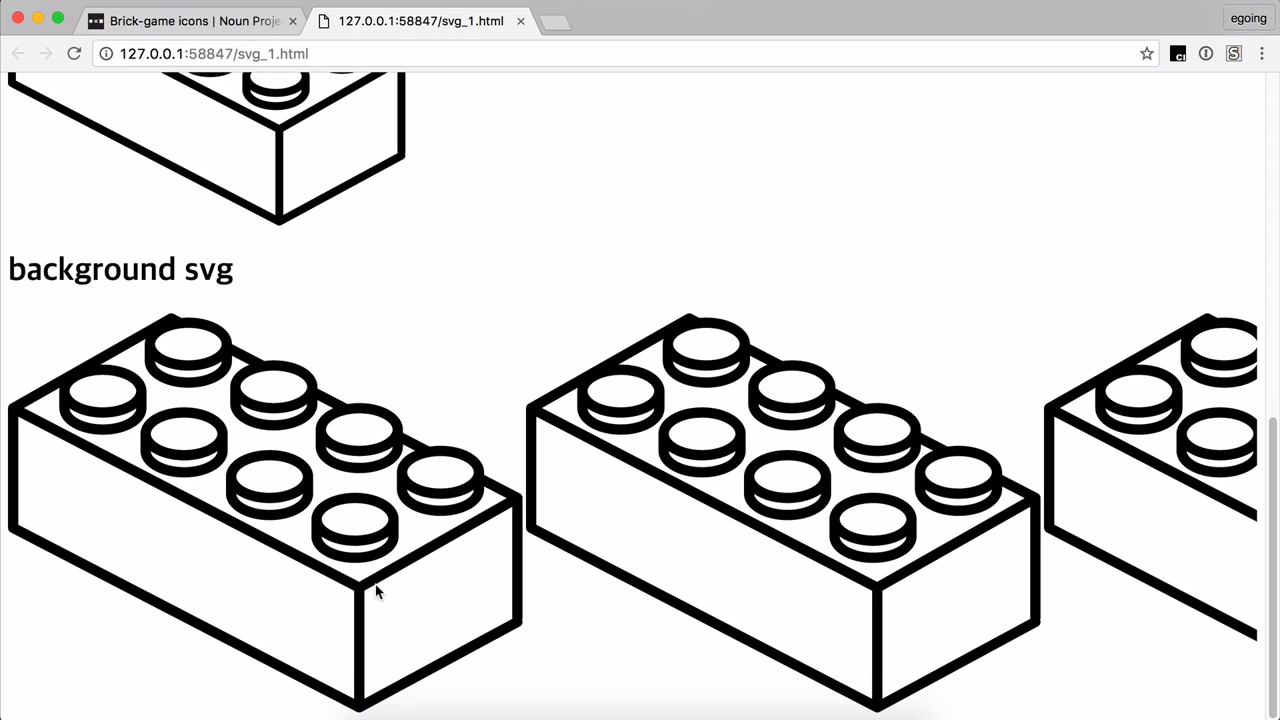 Brick-game icons | Noun Proje
127.0.0.1:58847/svg_1.html
egoing
127.0.0.1:58847/svg_1.html
background svg